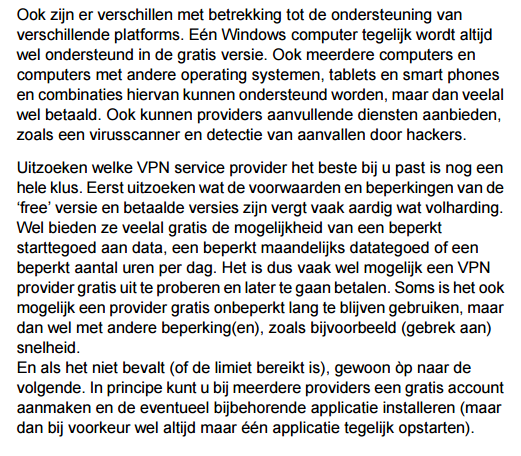 Ook zijn er verschillen met betrekking tot de ondersteuning van
verschillende platforms. Eén Windows computer tegelijk wordt altijd
wel ondersteund in de gratis versie. Ook meerdere computers en
computers met andere operating systemen, tablets en smart phones
en combinaties hiervan kunnen ondersteund worden, maar dan veelal
wel betaald. Ook kunnen providers aanvullende diensten aanbieden,
zoals een virusscanner en detectie van aanvallen door hackers.
Uitzoeken welke VPN service provider het beste bij u past is nog een
hele klus. Eerst uitzoeken wat de voorwaarden en beperkingen van de
‘free’ versie en betaalde versies zijn vergt vaak aardig wat volharding.
Wel bieden ze veelal gratis de mogelijkheid van een beperkt
starttegoed aan data, een beperkt maandelijks datategoed of een
beperkt aantal uren per dag. Het is dus vaak wel mogelijk een VPN
provider gratis uit te proberen en later te gaan betalen. Soms is het ook
mogelijk een provider gratis onbeperkt lang te blijven gebruiken, maar
dan wel met andere beperking(en), zoals bijvoorbeeld (gebrek aan)
snelheid.
En als het niet bevalt (of de limiet bereikt is), gewoon òp naar de
volgende. In principe kunt u bij meerdere providers een gratis account
aanmaken en de eventueel bijbehorende applicatie installeren (maar
dan bij voorkeur wel altijd maar één applicatie tegelijk opstarten).